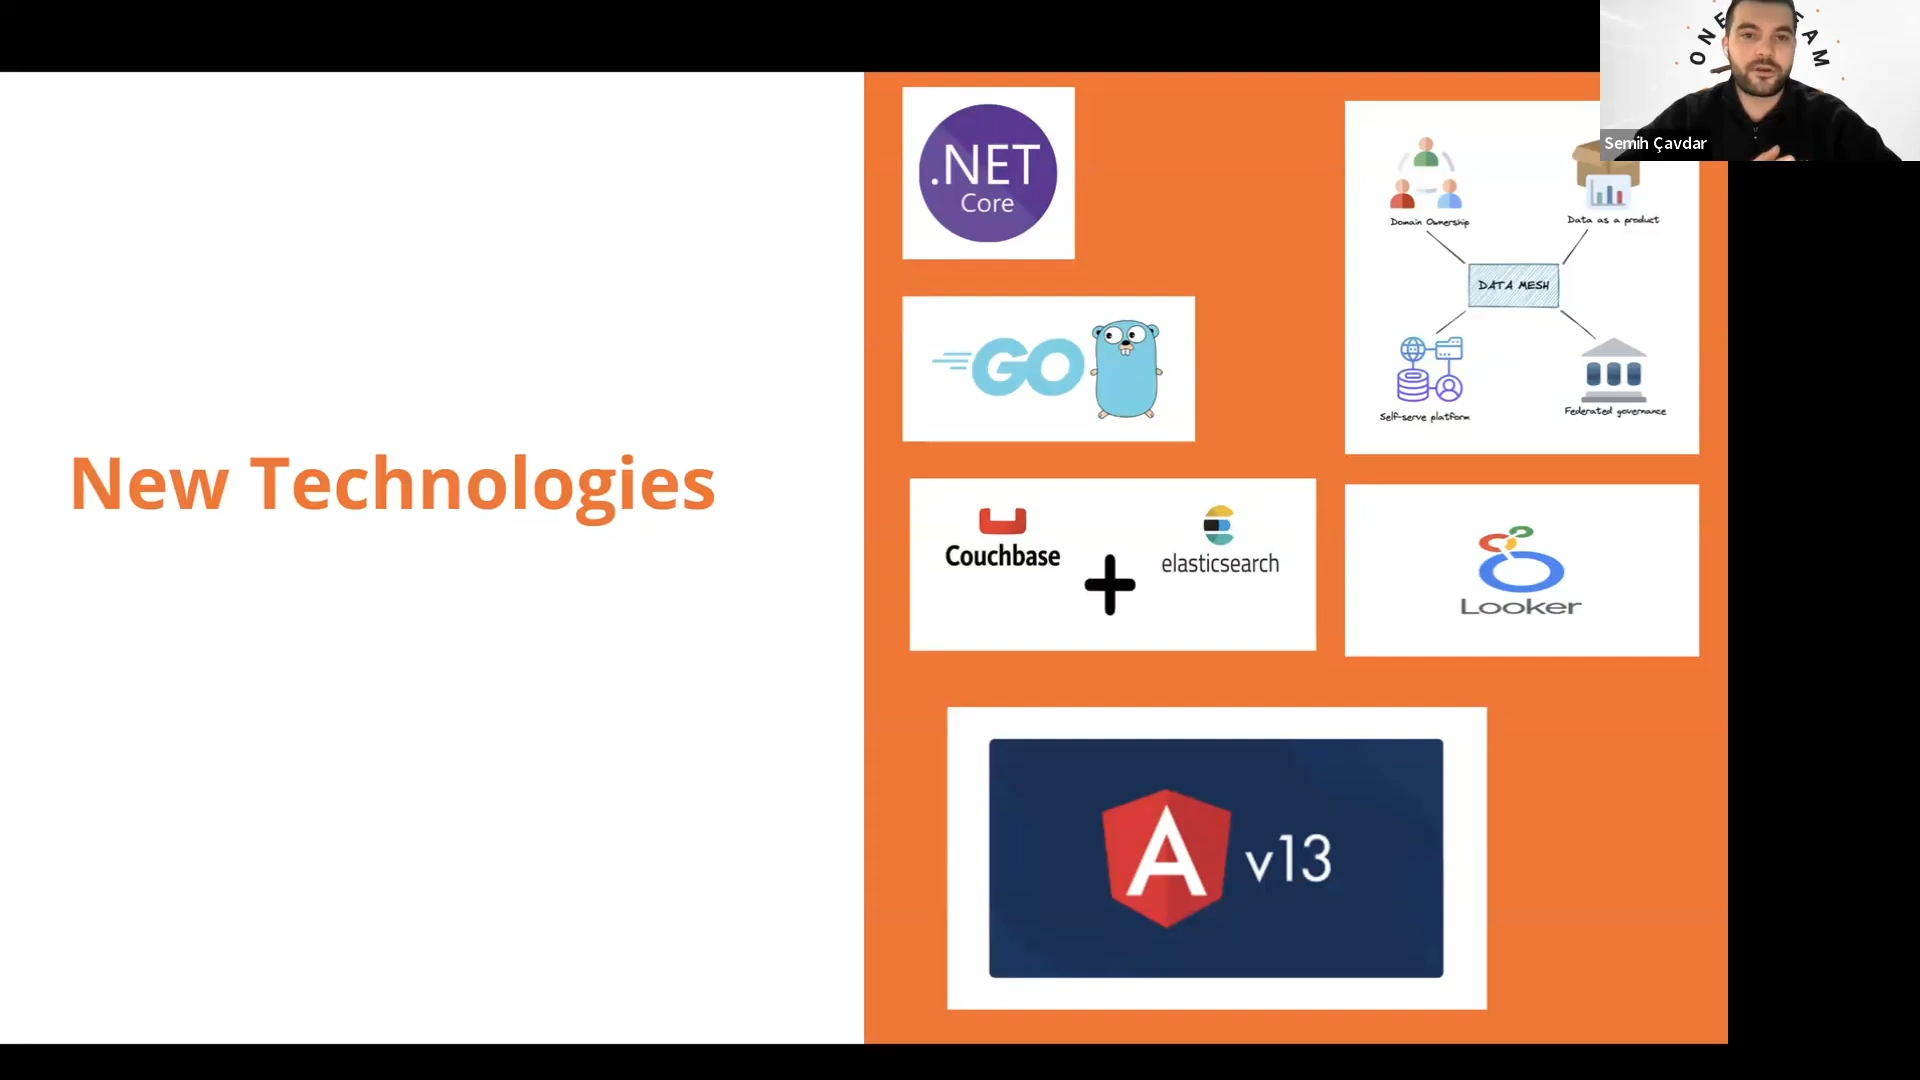 New Technologies
.NET
Core
GO
Couchbase
elasticsearch
v13
Domain Ownership
Data as a product
DATA MESH
Self-serve platform
Federated governance
Looker
Semih Çavdar